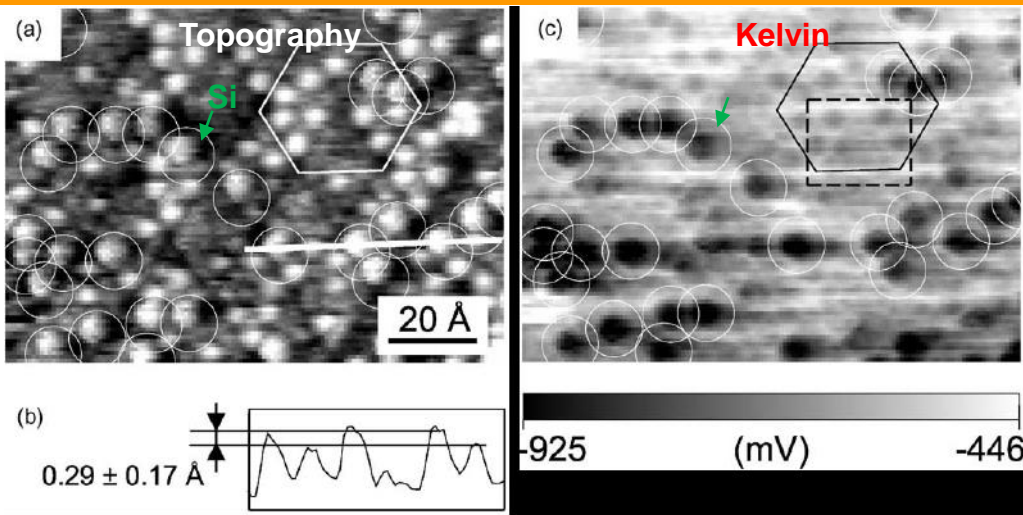 (a)
Topography
Si
20 Å
(b)
0.29 ± 0.17 Å
(c)
Kelvin
-925
(mV)
-446